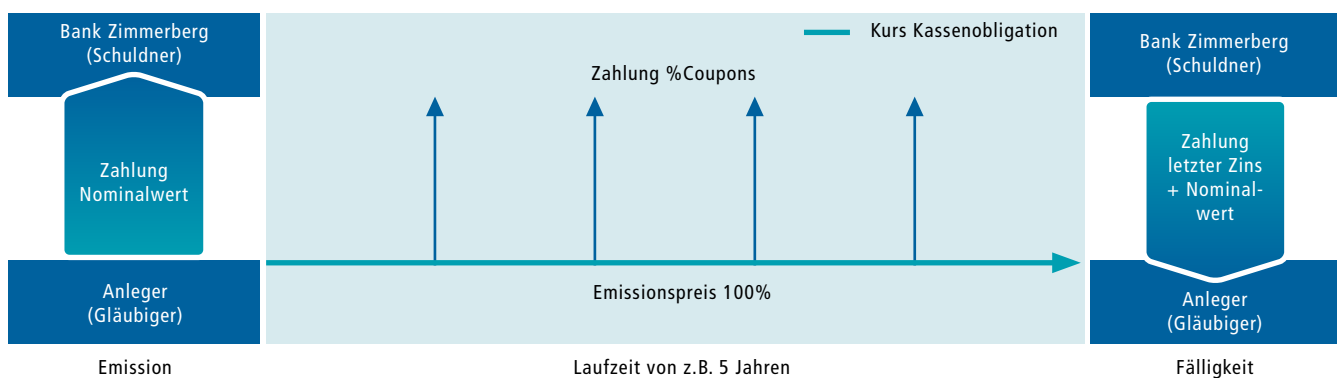 Bank Zimmerberg
(Schuldner)
Zahlung
Nominalwert
Anleger
(Gläubiger)
Emission
Kurs Kassenobligation
Zahlung %Coupons
Emissionspreis 100%
Laufzeit von z.B. 5 Jahren
Bank Zimmerberg
(Schuldner)
Zahlung
letzter Zins
+ Nominal-
wert
Anleger
(Gläubiger)
Fälligkeit